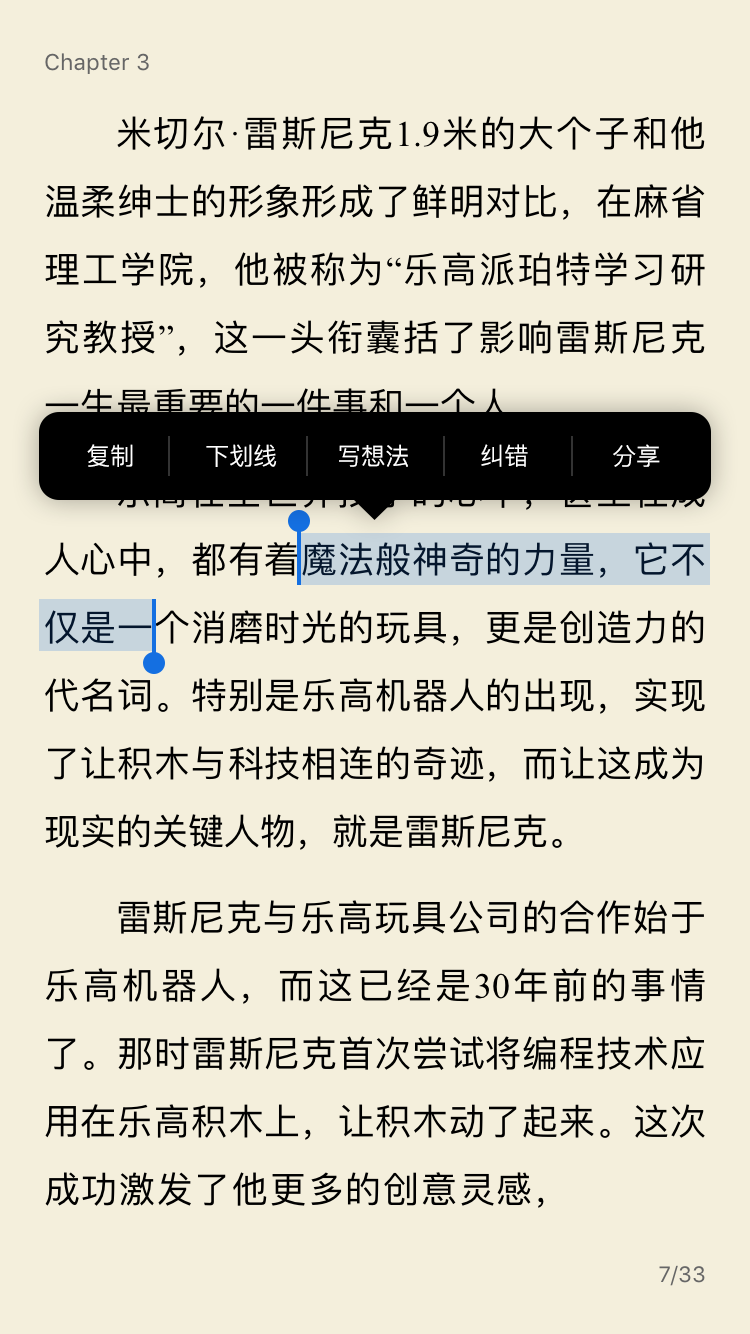 Chapter 3
米切尔·雷斯尼克1.9米的大个子和他
温柔绅士的形象形成了鲜明对比，在麻省
理工学院，他被称为“乐高派珀特学习研
究教授”，这一头衔囊括了影响雷斯尼克
一生最重要的一件事和一个人
复制 下划线 写想法 纠错 分享
的心中，甚至在成
人心中，都有着魔法般神奇的力量，它不
仅是一个消磨时光的玩具，更是创造力的
代名词。特别是乐高机器人的出现，实现
了让积木与科技相连的奇迹，而让这成为
现实的关键人物，就是雷斯尼克。
雷斯尼克与乐高玩具公司的合作始于
乐高机器人，而这已经是30年前的事情
了。那时雷斯尼克首次尝试将编程技术应
用在乐高积木上，让积木动了起来。这次
成功激发了他更多的创意灵感，
7/33